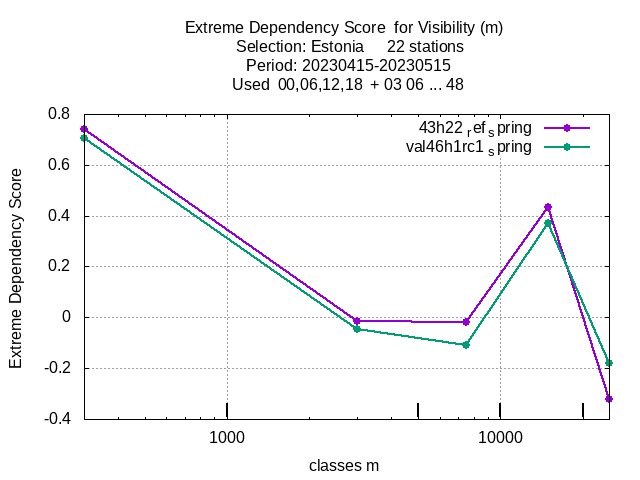 Extreme Dependency Score  for Visibility (m)
Selection: Estonia     22 stations
Period: 20230415-20230515
Used  00,06,12,18  + 03 06 ... 48
43h22 refspring
val46h1rc1 spring
0.8
0.6
0.4
0.2
0
-0.2
-0.4
Extreme Dependency Score
1000
10000
classes m